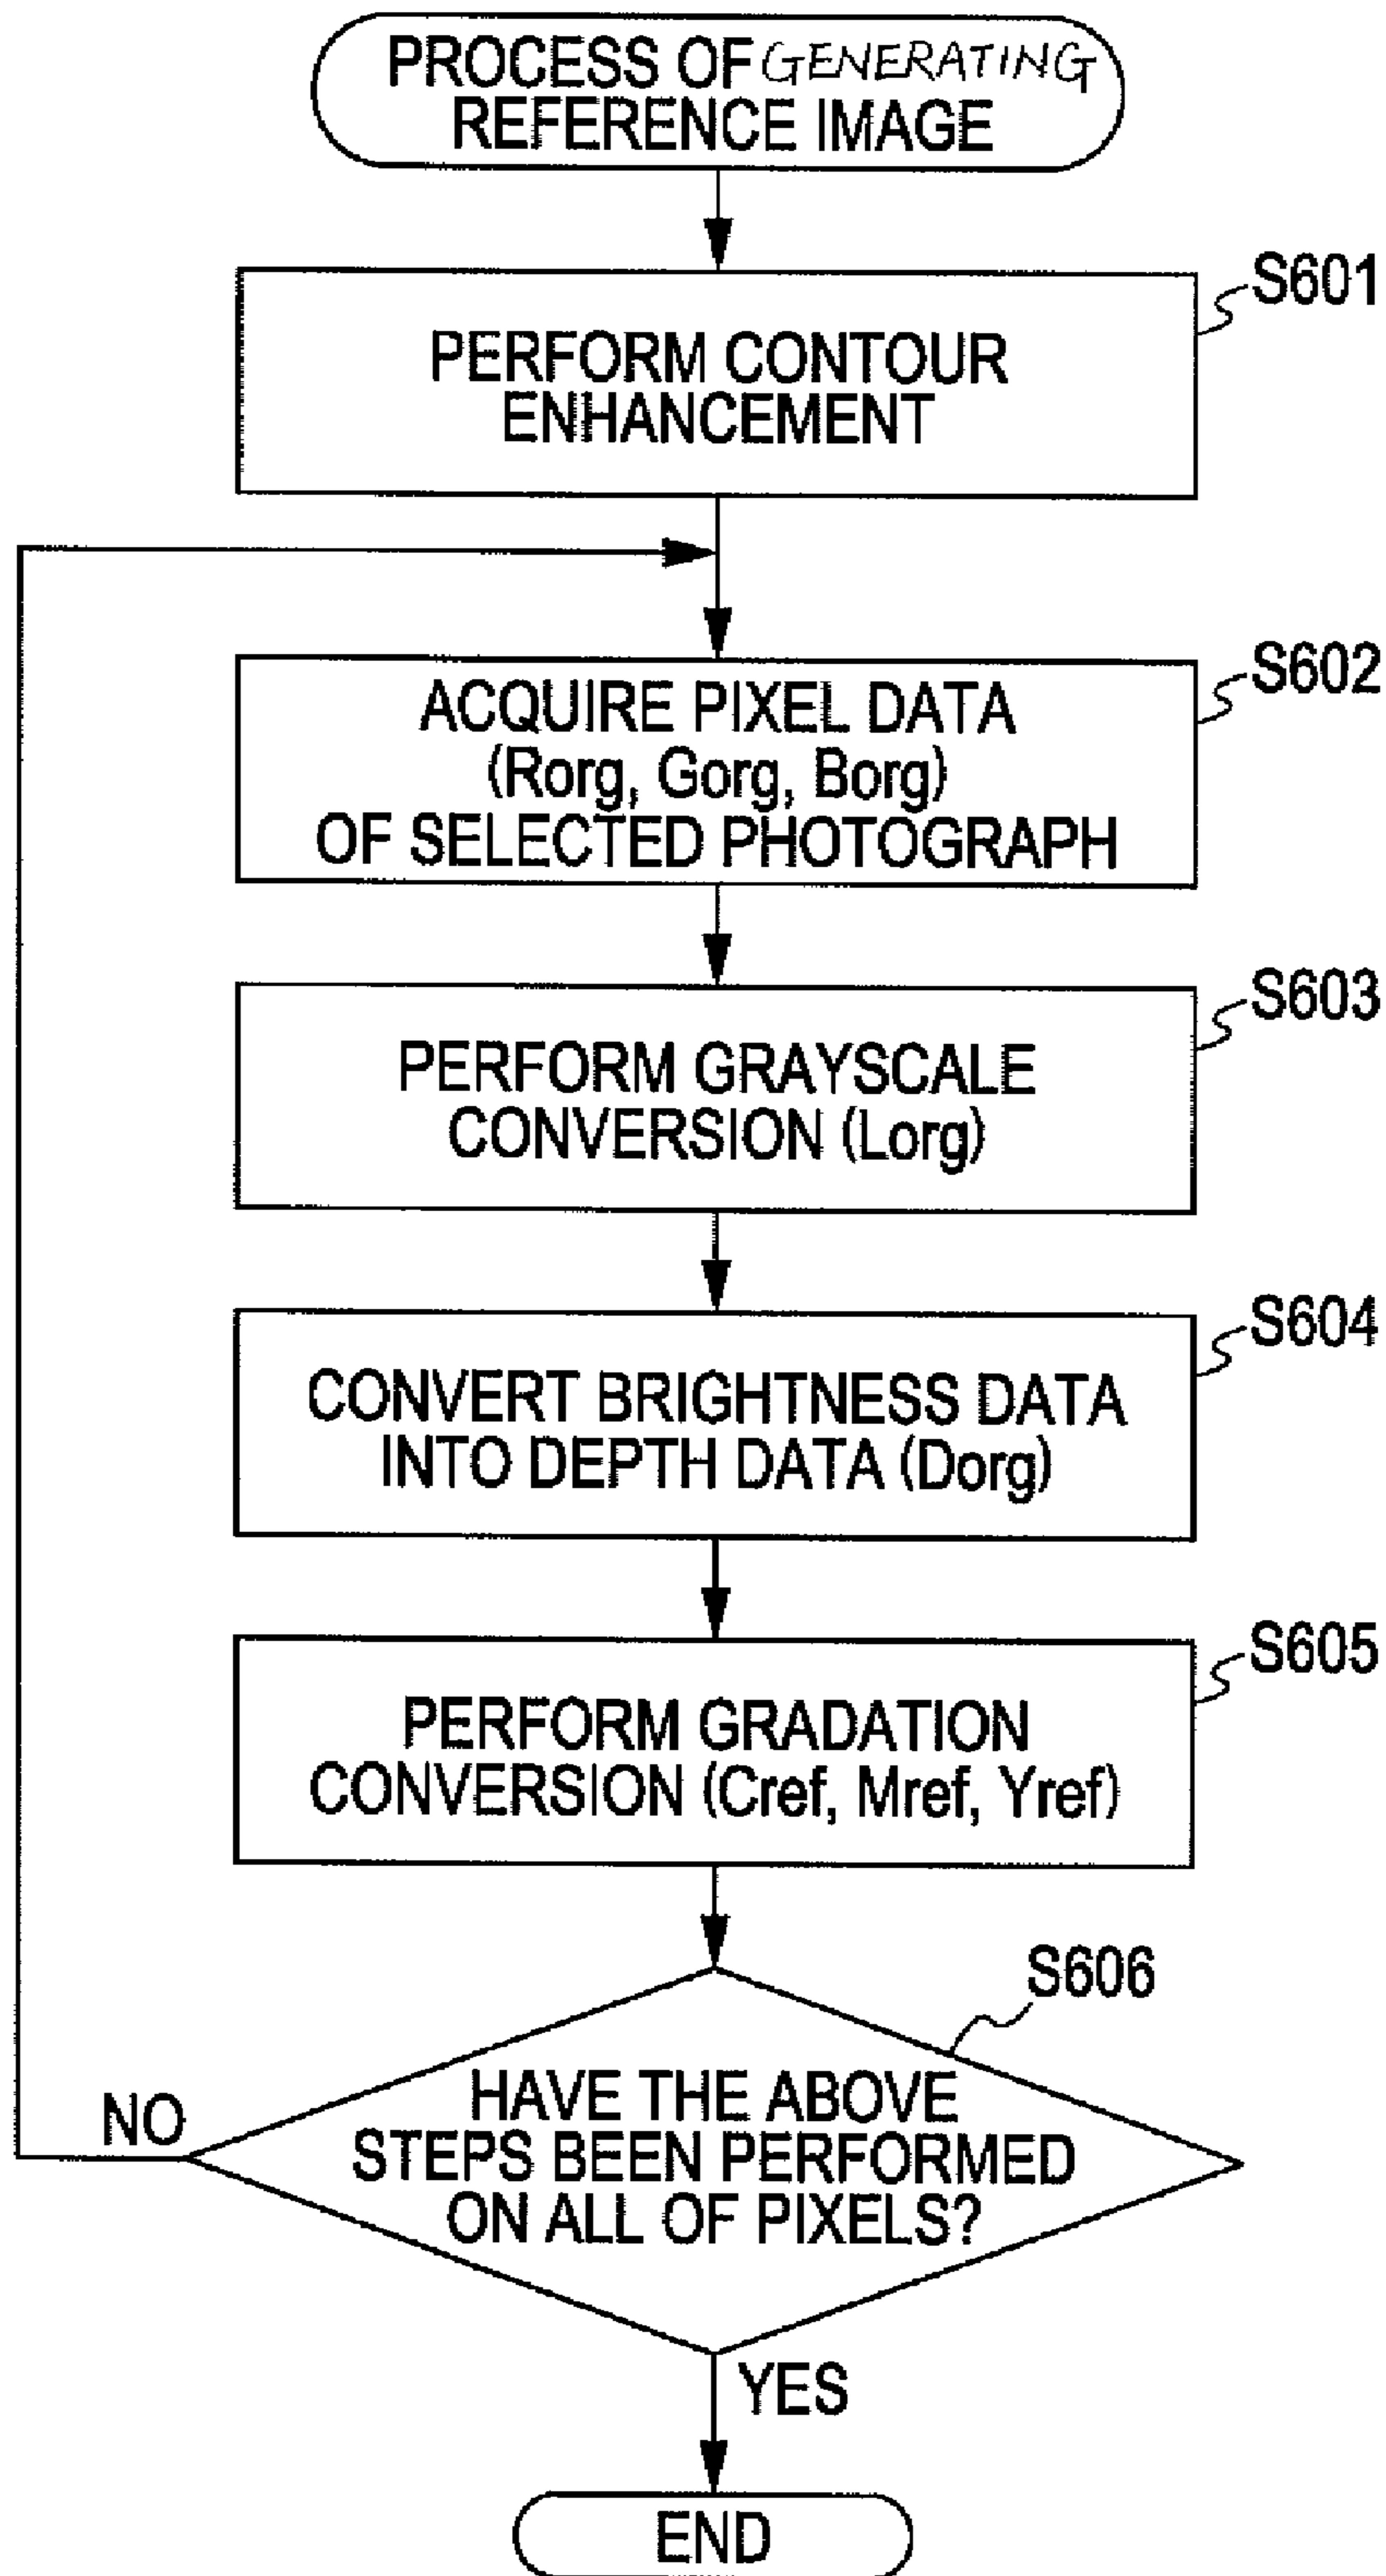 PROCESS OF GENERATING
REFERENCE IMAGE
S601
PERFORM CONTOUR
ENHANCEMENT
S602
ACQUIRE PIXEL DATA
(Rorg, Gorg, Borg)
OF SELECTED PHOTOGRAPH
S603
PERFORM GRAYSCALE
CONVERSION (Lorg)
S604
CONVERT BRIGHTNESS DATA
INTO DEPTH DATA (Dorg)
S605
PERFORM GRADATION
CONVERSION (Cref, Mref, Yref)
S606
HAVE THE ABOVE
STEPS BEEN PERFORMED
ON ALL OF PIXELS?
NO
YES
END